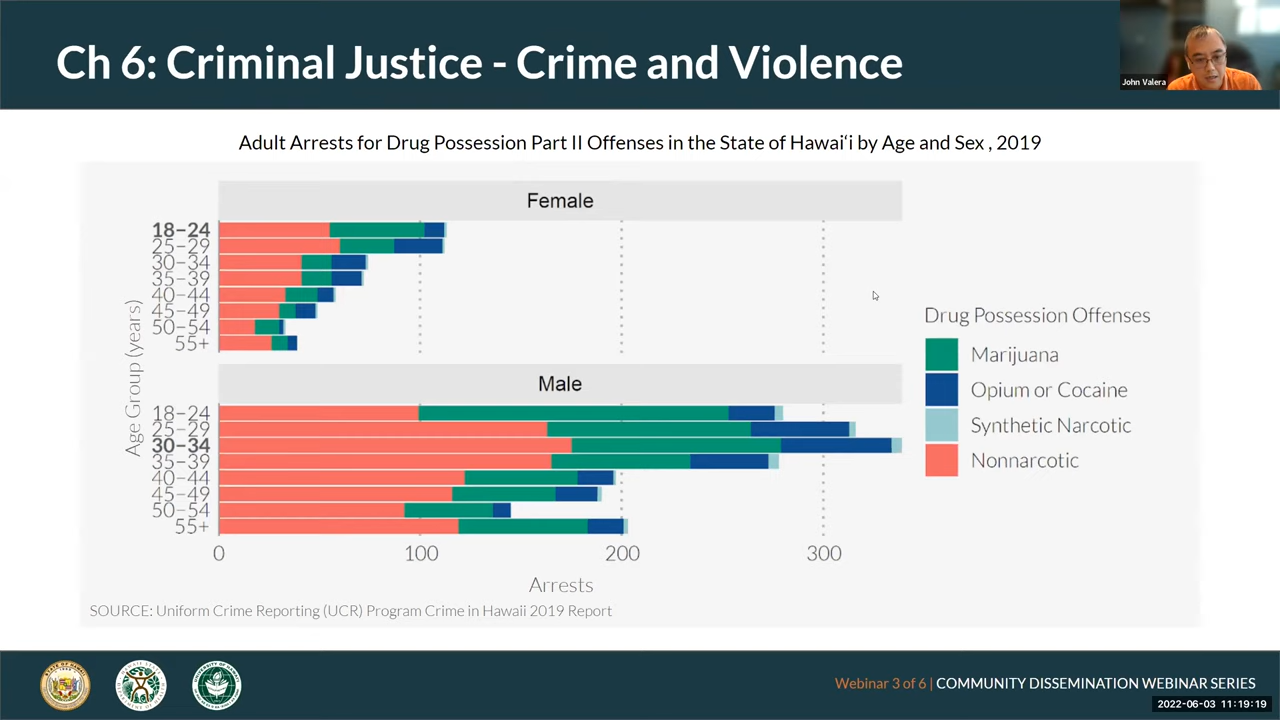 Ch 6: Criminal Justice - Crime and Violence
John Valera
Adult Arrests for Drug Possession Part II Offenses in the State of Hawai‘i by Age and Sex , 2019
Female
18–24
25–29
30–34
35–39
40–44
45–49
50–54
55+
Age Group (years)
Male
18–24
25–29
30–34
35–39
40–44
45–49
50–54
55+
0 100 200 300
Arrests
Drug Possession Offenses
Marijuana
Opium or Cocaine
Synthetic Narcotic
Nonnarcotic
SOURCE: Uniform Crime Reporting (UCR) Program Crime in Hawaii 2019 Report
Webinar 3 of 6 | COMMUNITY DISSEMINATION WEBINAR SERIES
2022-06-03 11:19:19